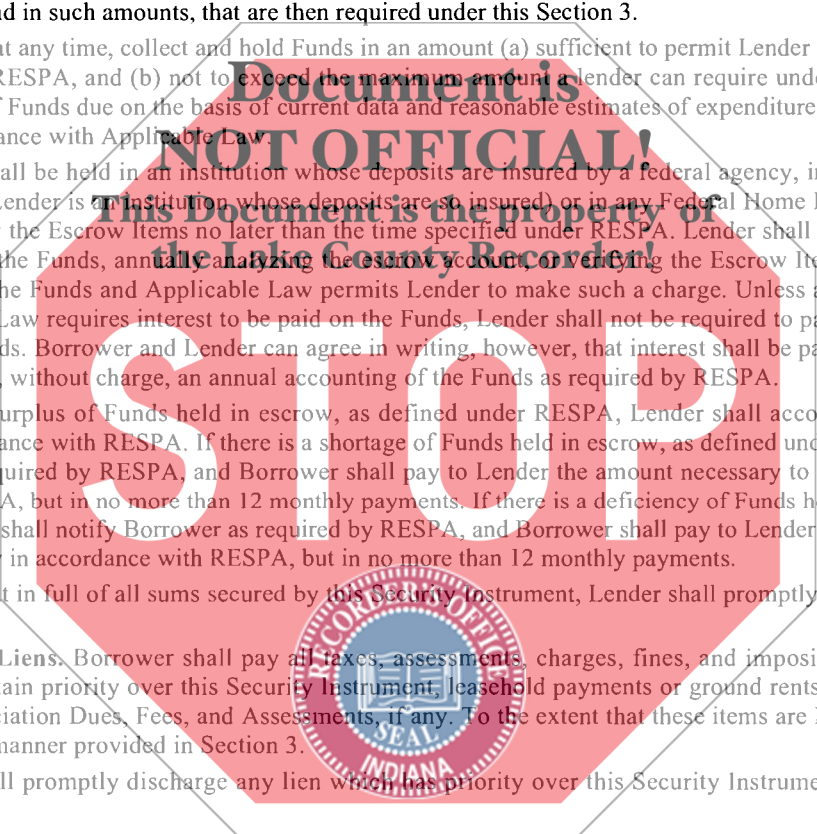 nd in such amounts, that are then required under this Section 3.
at any time, collect and hold Funds in an amount (a) sufficient to permit Lender
RESPA, and (b) not to exceed the maximum amount a lender can require und
f Funds due on the basis of current data and reasonable estimates of expenditure
ance with Applicable Law.
all be held in an institution whose deposits are insured by a federal agency, i
Lender is an institution whose deposits are so insured) or in any Federal Home
the Escrow Items no later than the time specified under RESPA. Lender shall
the Funds, annually analyzing the escrow account, or verifying the Escrow Ite
he Funds and Applicable Law permits Lender to make such a charge. Unless a
Law requires interest to be paid on the Funds, Lender shall not be required to pa
ds. Borrower and Lender can agree in writing, however, that interest shall be pa
, without charge, an annual accounting of the Funds as required by RESPA.
urplus of Funds held in escrow, as defined under RESPA, Lender shall acco
ance with RESPA. If there is a shortage of Funds held in escrow, as defined und
quired by RESPA, and Borrower shall pay to Lender the amount necessary to
A, but in no more than 12 monthly payments. If there is a deficiency of Funds h
shall notify Borrower as required by RESPA, and Borrower shall pay to Lender
y in accordance with RESPA, but in no more than 12 monthly payments.
t in full of all sums secured by this Security Instrument, Lender shall promptly
Liens. Borrower shall pay all taxes, assessments, charges, fines, and imposi
tain priority over this Security Instrument, leasehold payments or ground rents
ciation Dues, Fees, and Assessments, if any. To the extent that these items are
manner provided in Section 3.
ll promptly discharge any lien which has priority over this Security Instrume
Document is
NOT OFFICIAL!
This Document is the property of
the Lake County Recorder!
STOP
RECORDER'S OFFICE
SEAL
INDIANA